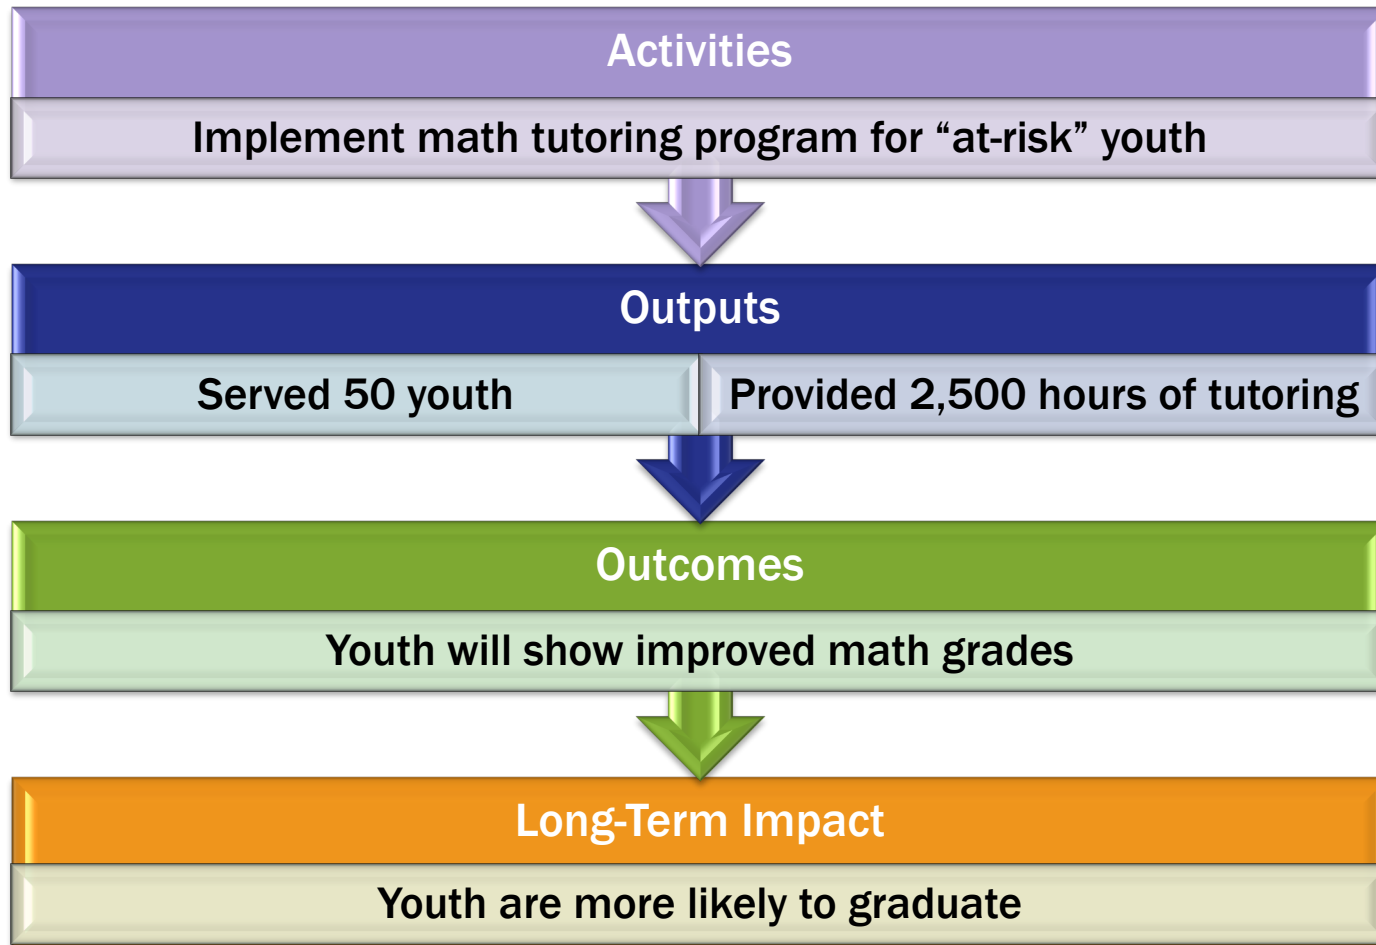 Activities
Implement math tutoring program for “at-risk” youth
Outputs
Served 50 youth
Provided 2,500 hours of tutoring
Outcomes
Youth will show improved math grades
Long-Term Impact
Youth are more likely to graduate